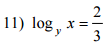 11) log_y x = 2/3